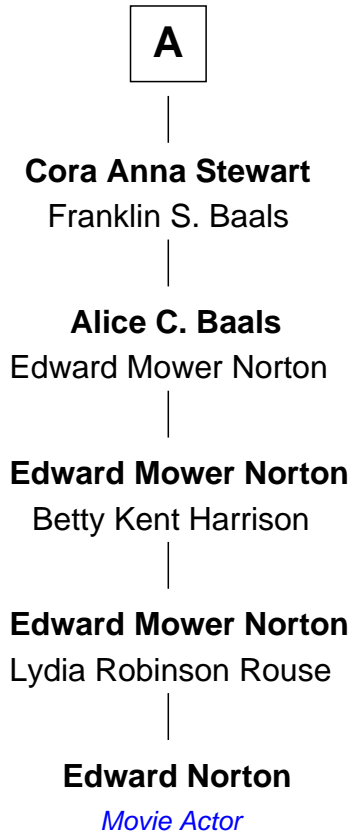 A
Cora Anna Stewart
Franklin S. Baals
Alice C. Baals
Edward Mower Norton
Edward Mower Norton
Betty Kent Harrison
Edward Mower Norton
Lydia Robinson Rouse
Edward Norton
Movie Actor